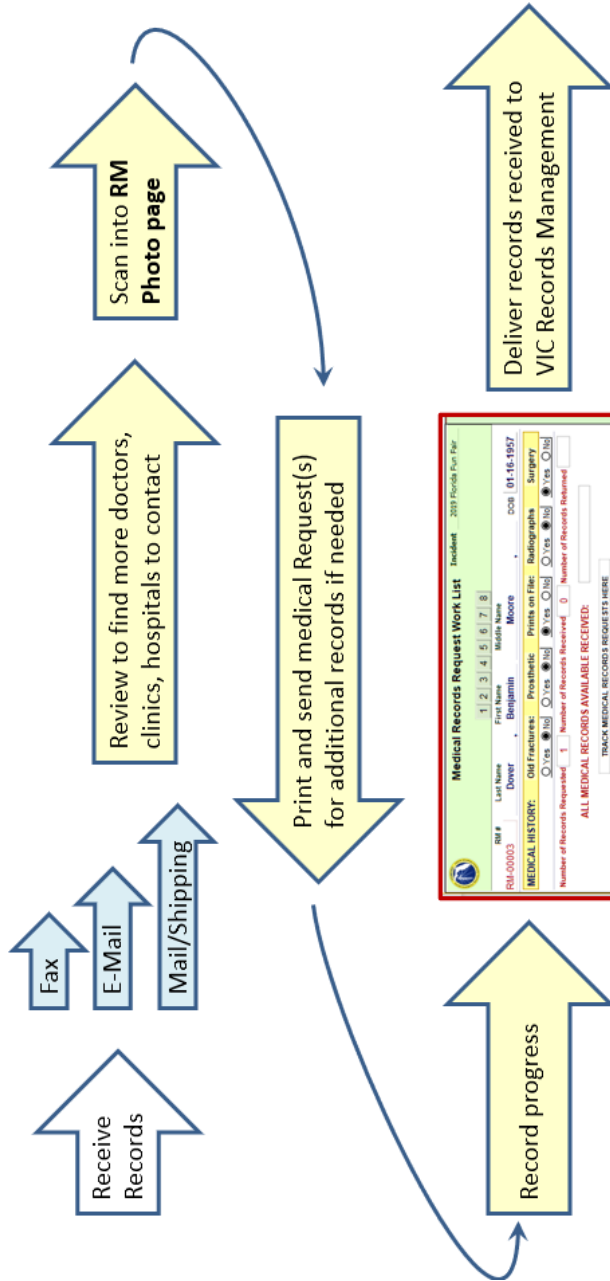 Receive
Records
Fax
E-Mail
Mail/Shipping
Review to find more doctors,
clinics, hospitals to contact
Scan into RM
Photo page
Print and send medical Request(s)
for additional records if needed
Record progress
Medical Records Request Work List Incident 2019 Florida Fun Fair
1 2 3 4 5 6 7 8
RM # Last Name First Name Middle Name
RM-00003 Dover , Benjamin Moore , DOB 01-16-1957
MEDICAL HISTORY: Old Fractures: Prosthetic Prints on File: Radiographs Surgery
Yes No Yes No Yes No Yes No Yes No
Number of Records Requested 1 Number of Records Received 0 Number of Records Returned
ALL MEDICAL RECORDS AVAILABLE RECEIVED:
TRACK MEDICAL RECORDS REQUESTS HERE
Deliver records received to
VIC Records Management